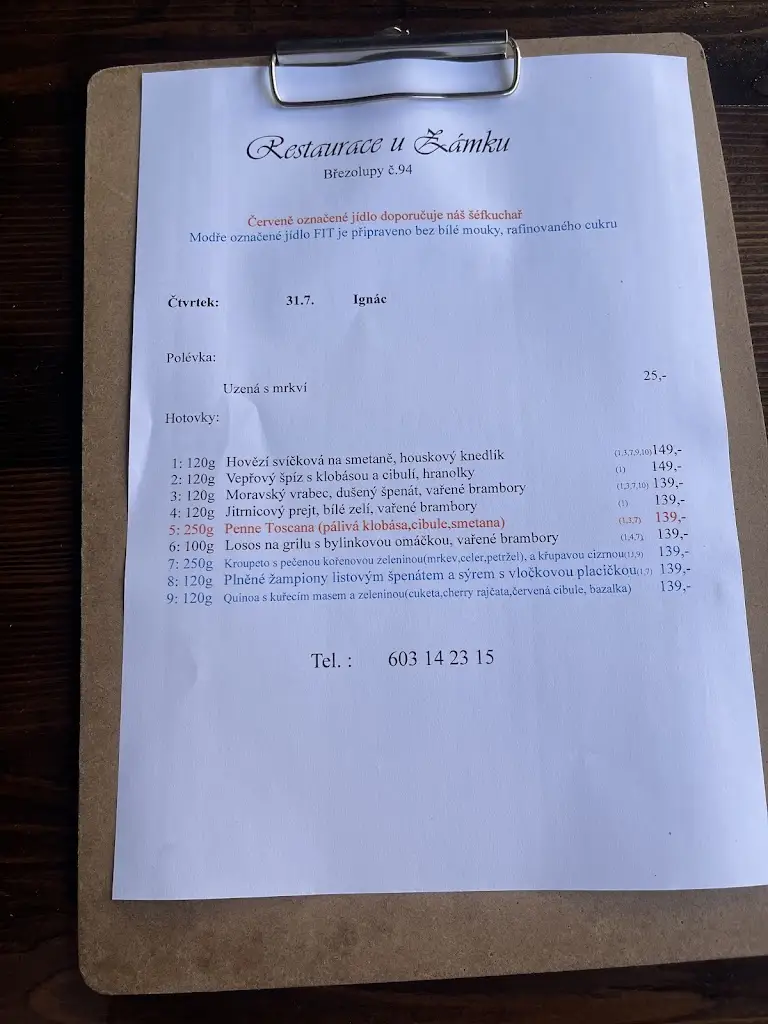 Restaurace u Zámku
Březolupy č.94
Červeně označené jídlo doporučuje náš šéfkuchař
Modře označené jídlo FIT je připraveno bez bílé mouky, rafinovaného cukru
Čtvrtek: 31.7. Ignác
Polévka:
Uzená s mrkví 25,-
Hotovky:
1: 120g Hovězí svíčková na smetaně, houskový knedlík (1,3,7,9,10) 149,-
2: 120g Vepřový špíz s klobásou a cibulí, hranolky (1) 149,-
3: 120g Moravský vrabec, dušený špenát, vařené brambory (1,3,7,10) 139,-
4: 120g Jitrnicový prejt, bílé zelí, vařené brambory (1) 139,-
5: 250g Penne Toscana (pálivá klobása,cibule,smetana) (1,3,7) 139,-
6: 100g Losos na grilu s bylinkovou omáčkou, vařené brambory (1,4,7) 139,-
7: 250g Kroupeto s pečenou kořenovou zeleninou(mrkev,celer,petržel), a křupavou cizrnou 139,-
8: 120g Plněné žampiony listovým špenátem a sýrem s vločkovou placičkou(1,7) 139,-
9: 120g Quinoa s kuřecím masem a zeleninou(cuketa,cherry rajčata,červená cibule, bazalka) 139,-
Tel. : 603 14 23 15